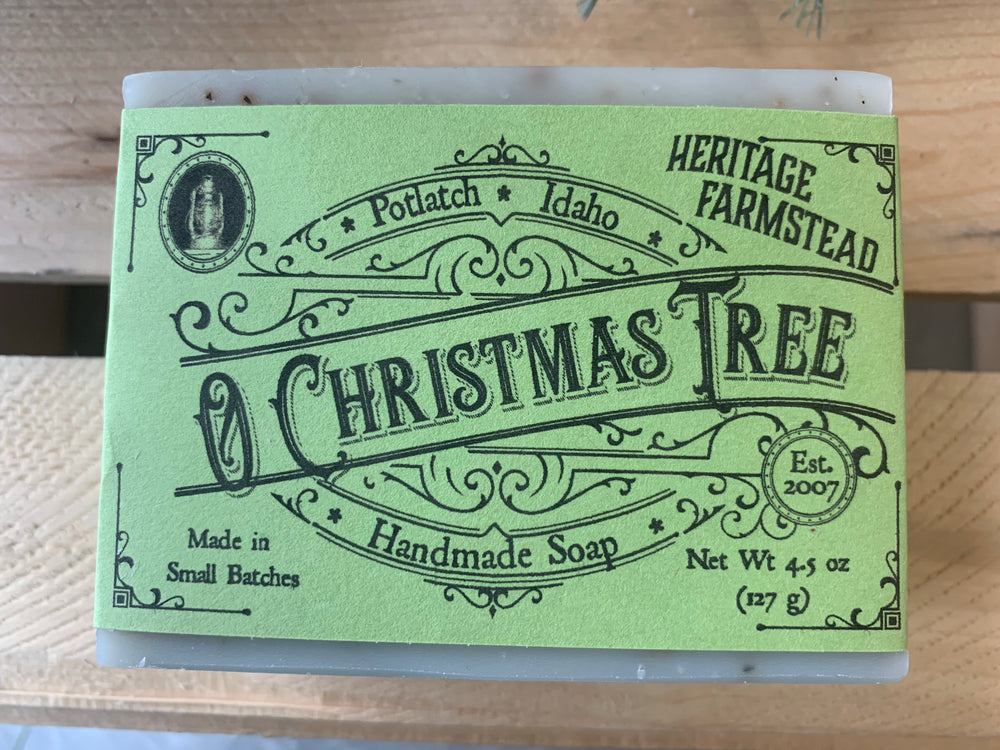 Potlatch * Idaho
HERITAGE
FARMSTEAD
O CHRISTMAS TREE
Est.
2007
* Handmade Soap *
Made in
Small Batches
Net Wt 4.5 oz
(127 g)